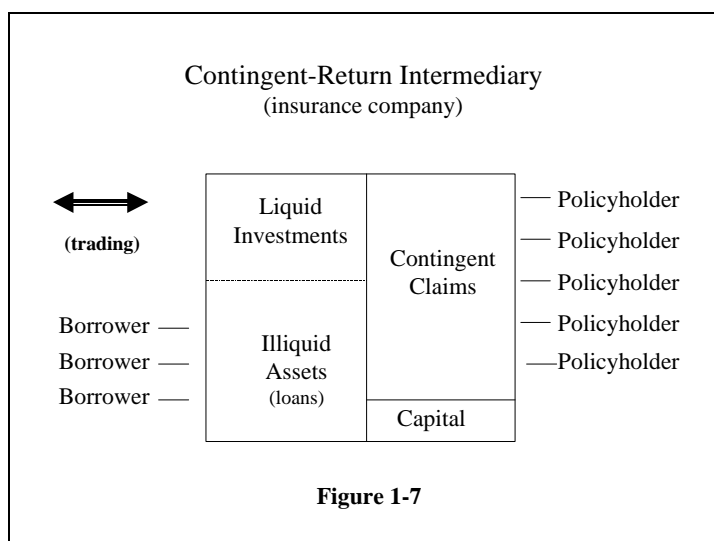 Contingent-Return Intermediary
(insurance company)
(trading)
Borrower
Borrower
Borrower
Liquid
Investments
Illiquid
Assets
(loans)
Contingent
Claims
Capital
Policyholder
Policyholder
Policyholder
Policyholder
Policyholder
Figure 1-7